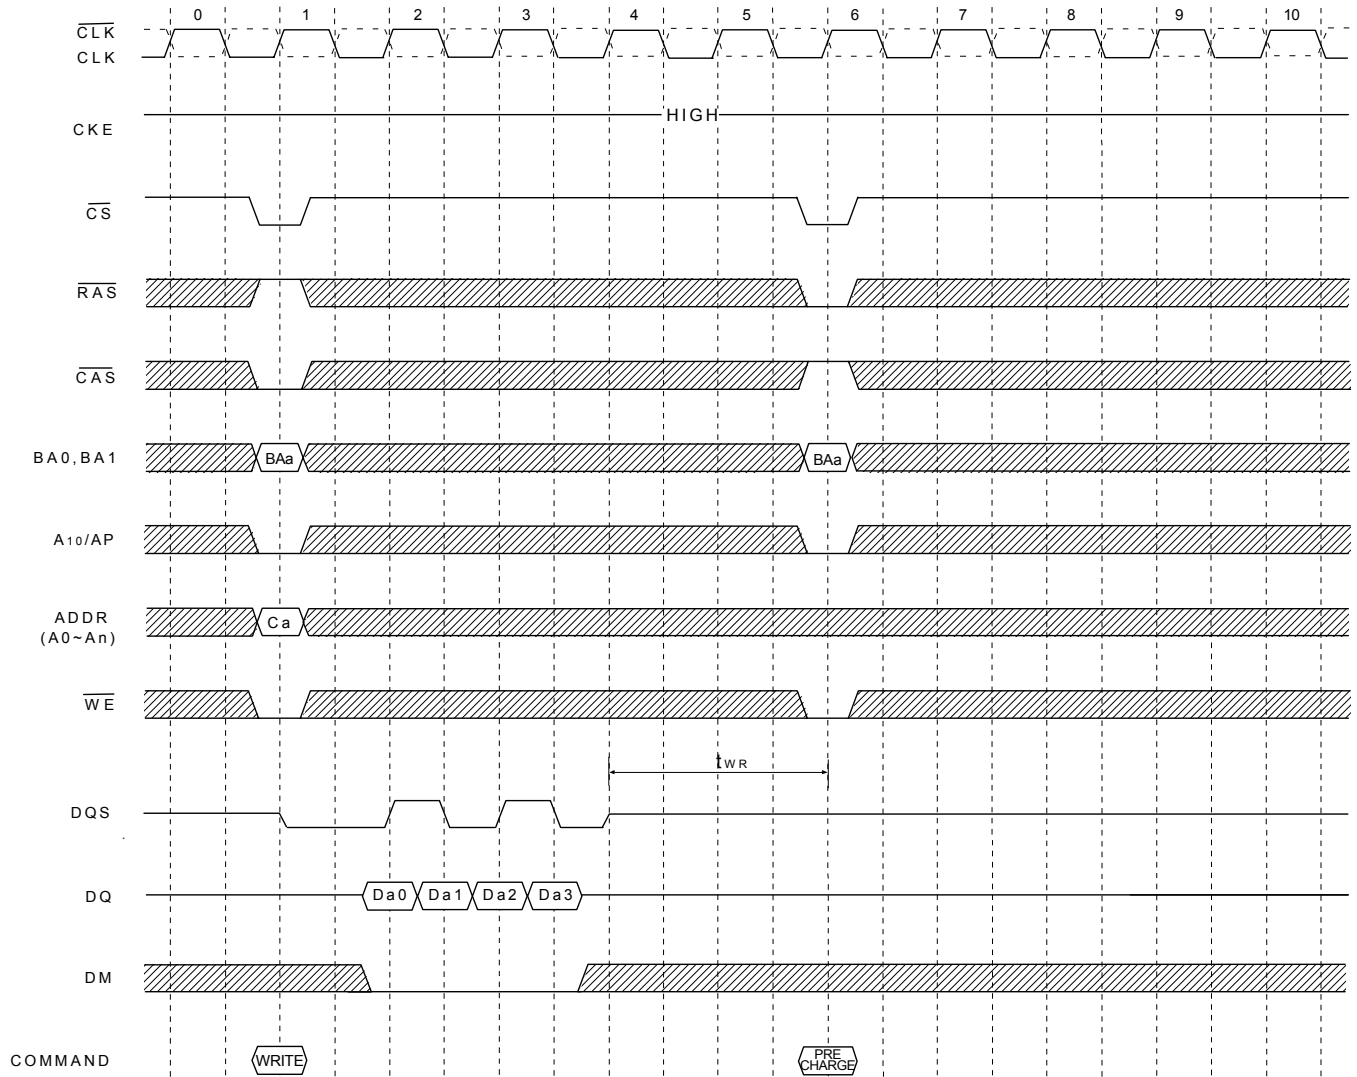 0 1 2 3 4 5 6 7 8 9 10
CLK
CLK
HIGH
CKE
CS
RAS
CAS
BA0,BA1 BAa BAa
A10/AP
ADDR Ca
(A0~An)
WE
tWR
DQS
DQ Da0 Da1 Da2 Da3
DM
COMMAND WRITE PRE
CHARGE